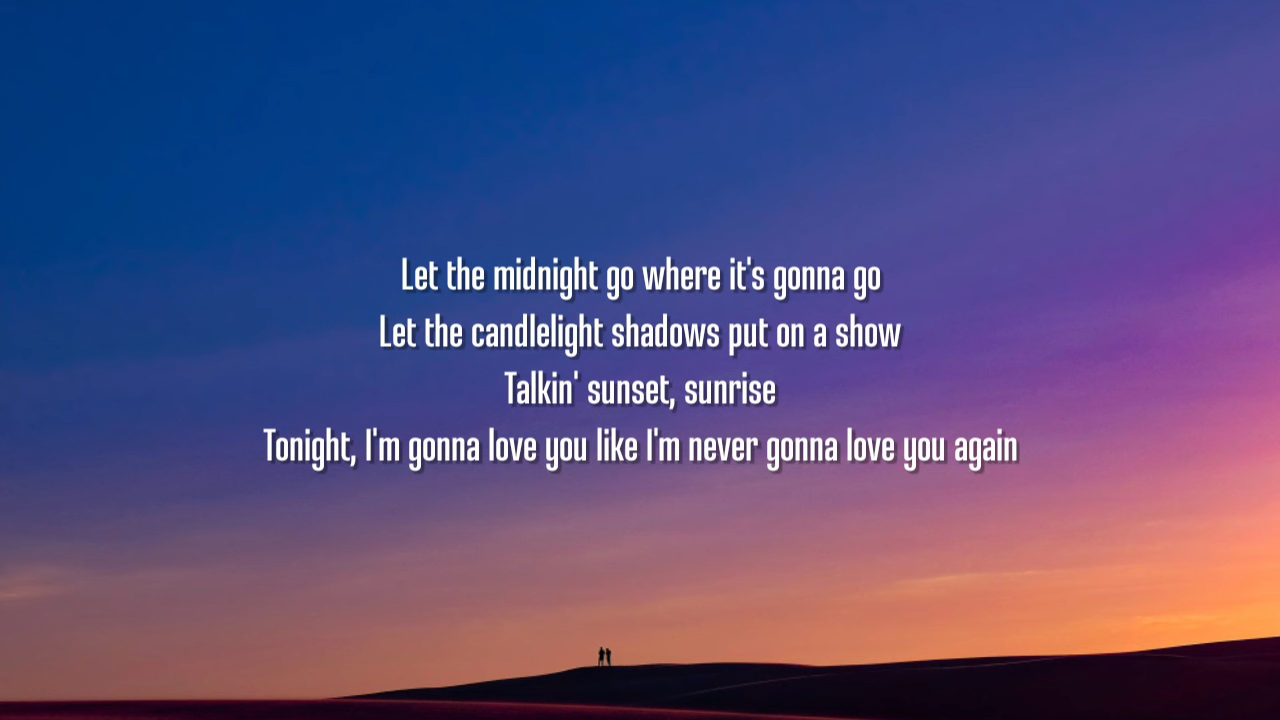 Let the midnight go where it's gonna go
Let the candlelight shadows put on a show
Talkin' sunset, sunrise
Tonight, I'm gonna love you like I'm never gonna love you again